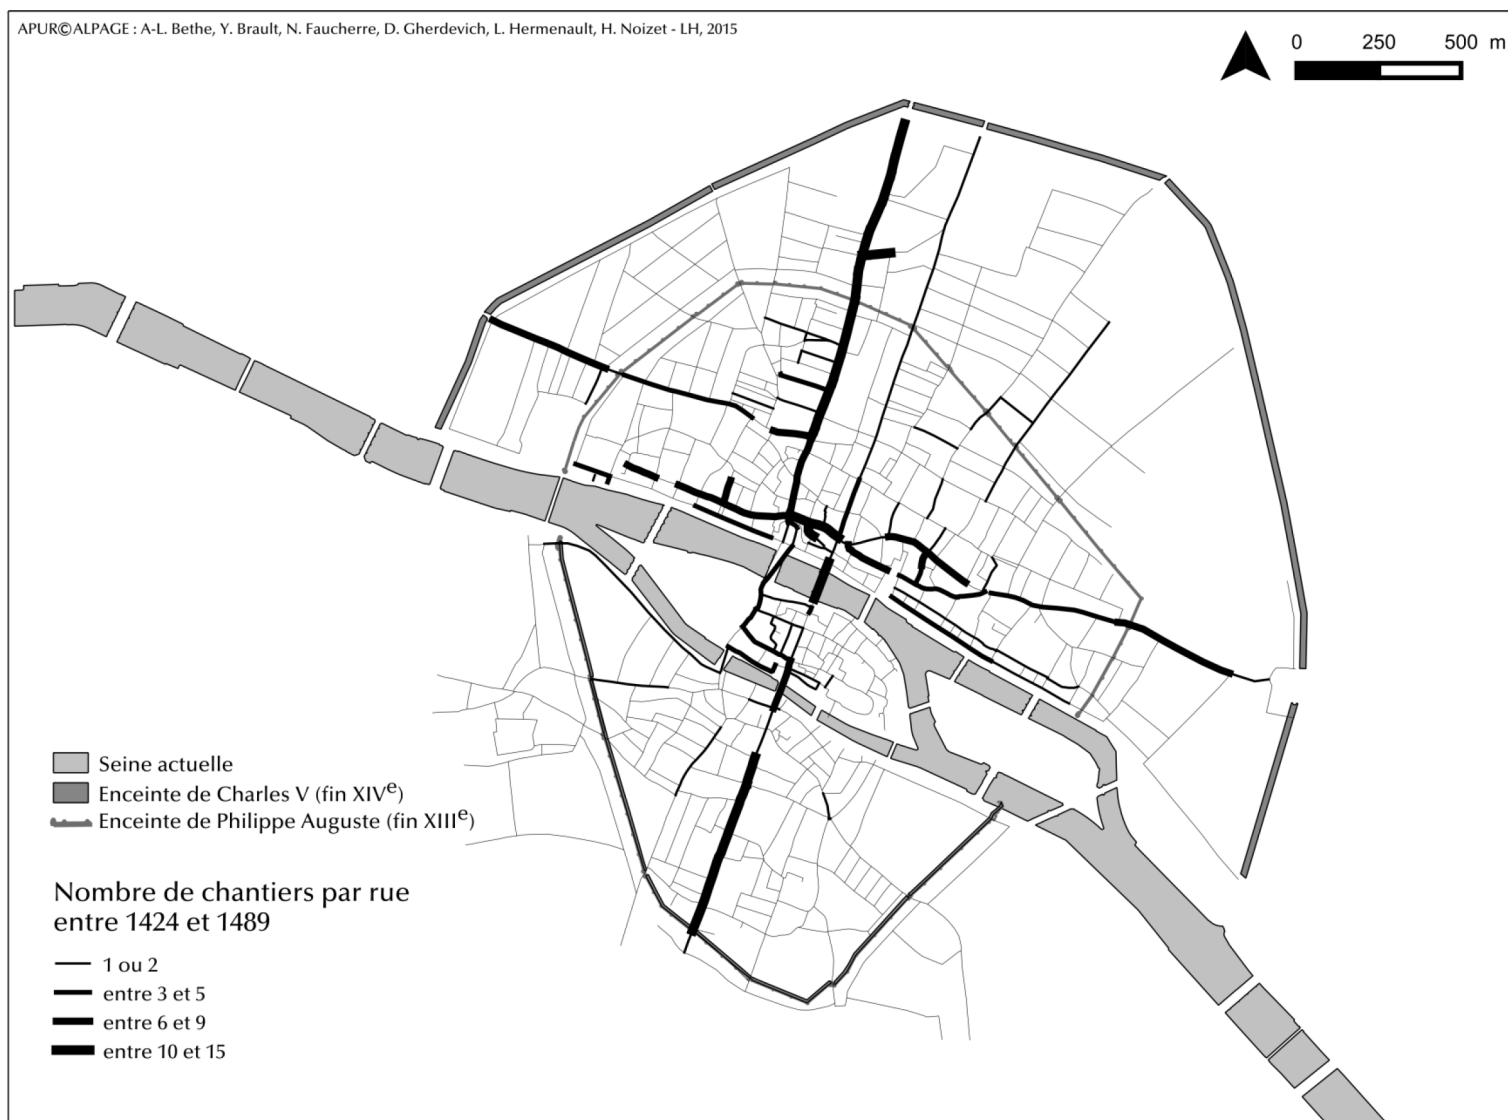 APUR©ALPAGE : A-L. Bethe, Y. Brault, N. Faucherre, D. Gherdevich, L. Hermenault, H. Noizet - LH, 2015
0 250 500 m
Seine actuelle
Enceinte de Charles V (fin XIVe)
Enceinte de Philippe Auguste (fin XIIIe)
Nombre de chantiers par rue
entre 1424 et 1489
1 ou 2
entre 3 et 5
entre 6 et 9
entre 10 et 15